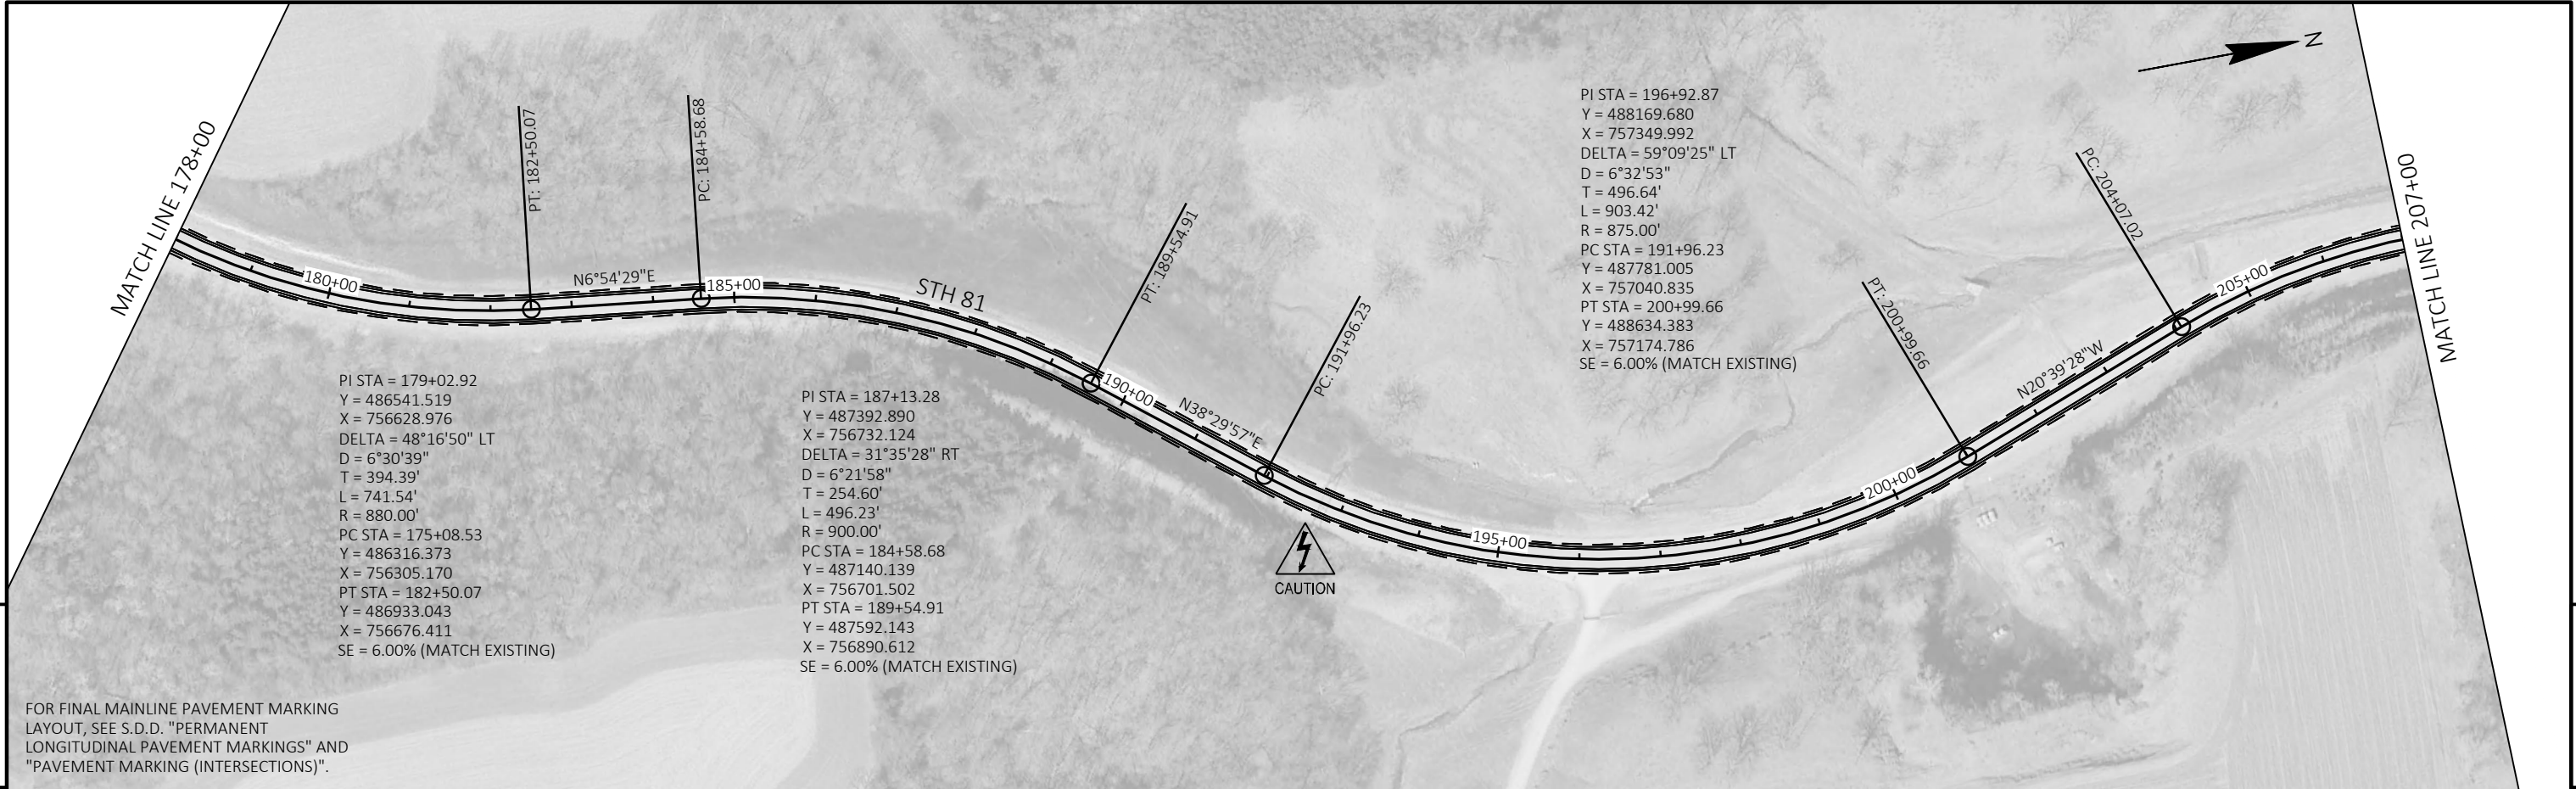 MATCH LINE 178+00
180+00
PT: 182+50.07
N6°54'29"E
PC: 184+58.68
185+00
STH 81
PT: 189+54.91
190+00
N38°29'57"E
PC: 191+96.23
CAUTION
195+00
200+00
PT: 200+99.66
N20°39'28"W
PC: 204+07.02
205+00
MATCH LINE 207+00
N
PI STA = 179+02.92
Y = 486541.519
X = 756628.976
DELTA = 48°16'50" LT
D = 6°30'39"
T = 394.39'
L = 741.54'
R = 880.00'
PC STA = 175+08.53
Y = 486316.373
X = 756305.170
PT STA = 182+50.07
Y = 486933.043
X = 756676.411
SE = 6.00% (MATCH EXISTING)
PI STA = 187+13.28
Y = 487392.890
X = 756732.124
DELTA = 31°35'28" RT
D = 6°21'58"
T = 254.60'
L = 496.23'
R = 900.00'
PC STA = 184+58.68
Y = 487140.139
X = 756701.502
PT STA = 189+54.91
Y = 487592.143
X = 756890.612
SE = 6.00% (MATCH EXISTING)
PI STA = 196+92.87
Y = 488169.680
X = 757349.992
DELTA = 59°09'25" LT
D = 6°32'53"
T = 496.64'
L = 903.42'
R = 875.00'
PC STA = 191+96.23
Y = 487781.005
X = 757040.835
PT STA = 200+99.66
Y = 488634.383
X = 757174.786
SE = 6.00% (MATCH EXISTING)
FOR FINAL MAINLINE PAVEMENT MARKING
LAYOUT, SEE S.D.D. "PERMANENT
LONGITUDINAL PAVEMENT MARKINGS" AND
"PAVEMENT MARKING (INTERSECTIONS)".